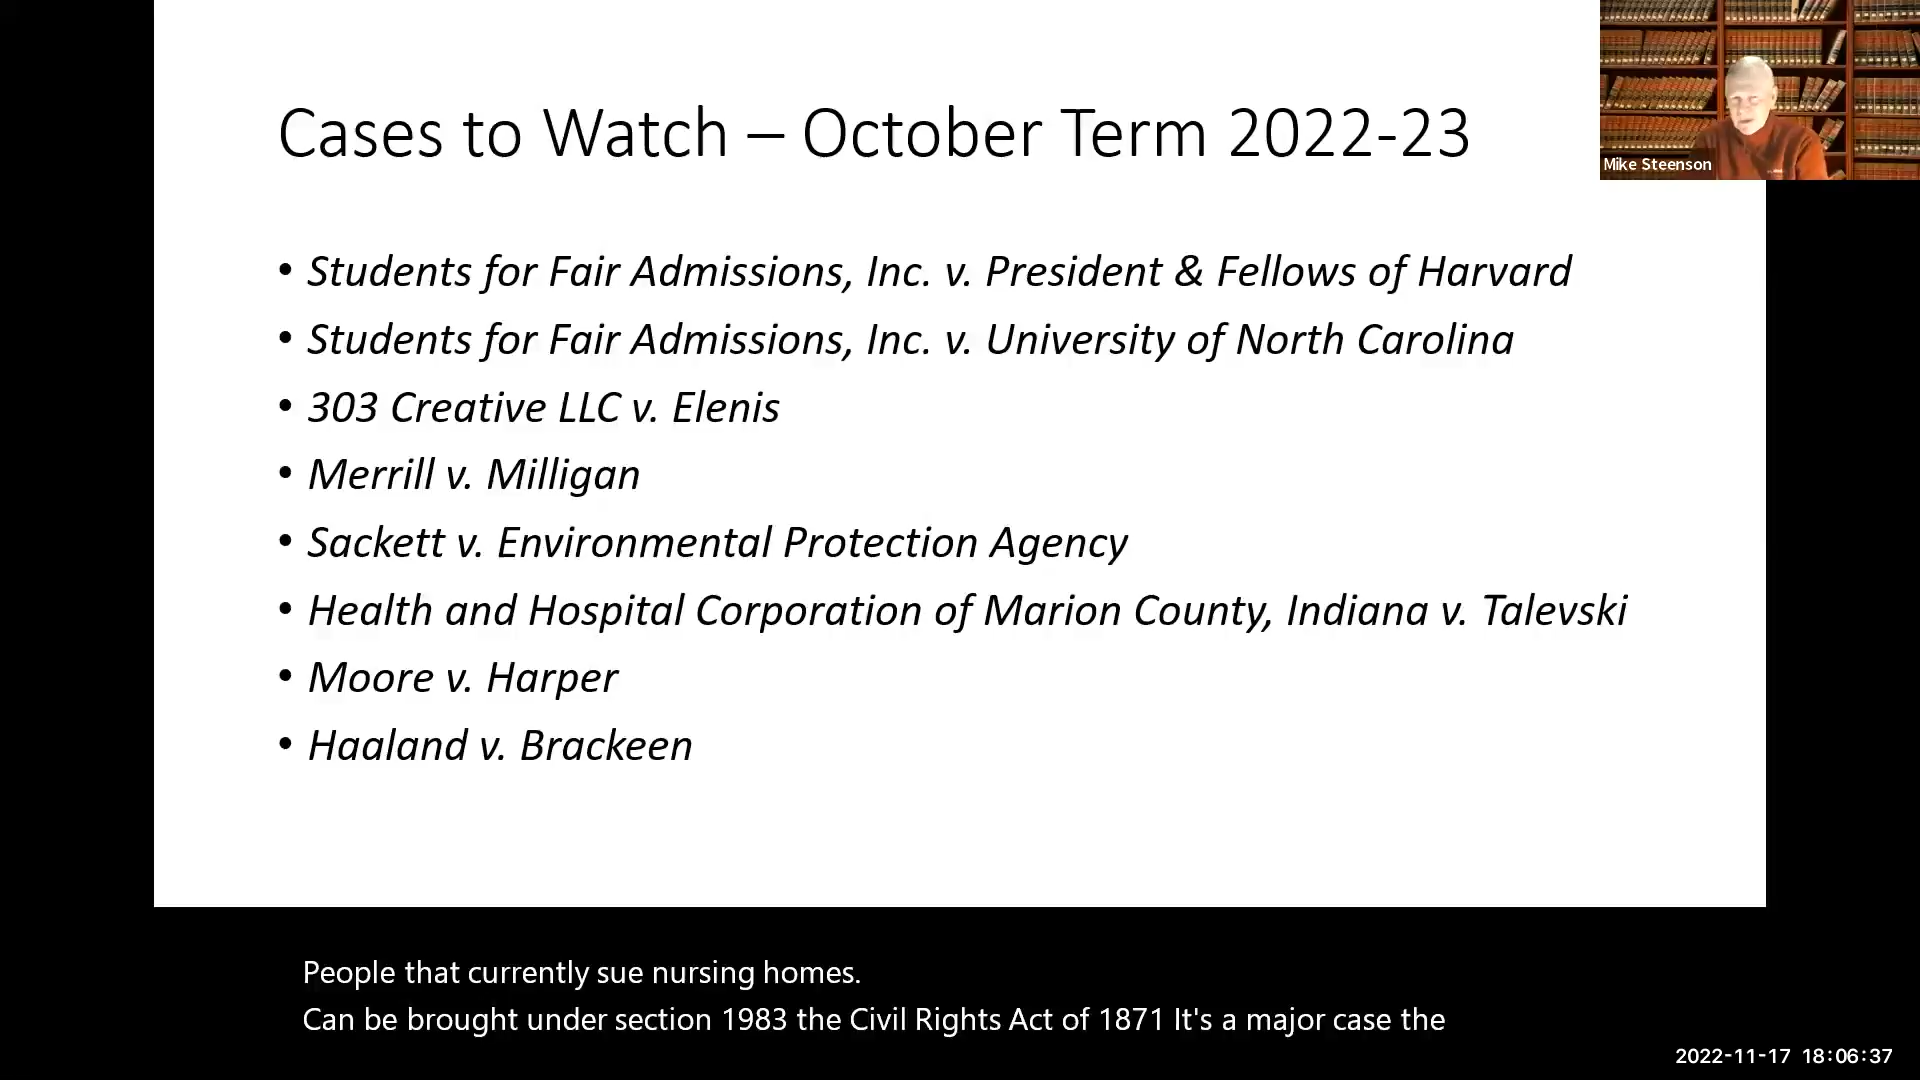 Cases to Watch – October Term 2022-23
Mike Steenson
• Students for Fair Admissions, Inc. v. President & Fellows of Harvard
• Students for Fair Admissions, Inc. v. University of North Carolina
• 303 Creative LLC v. Elenis
• Merrill v. Milligan
• Sackett v. Environmental Protection Agency
• Health and Hospital Corporation of Marion County, Indiana v. Talevski
• Moore v. Harper
• Haaland v. Brackeen
People that currently sue nursing homes.
Can be brought under section 1983 the Civil Rights Act of 1871 It's a major case the
2022-11-17 18:06:37